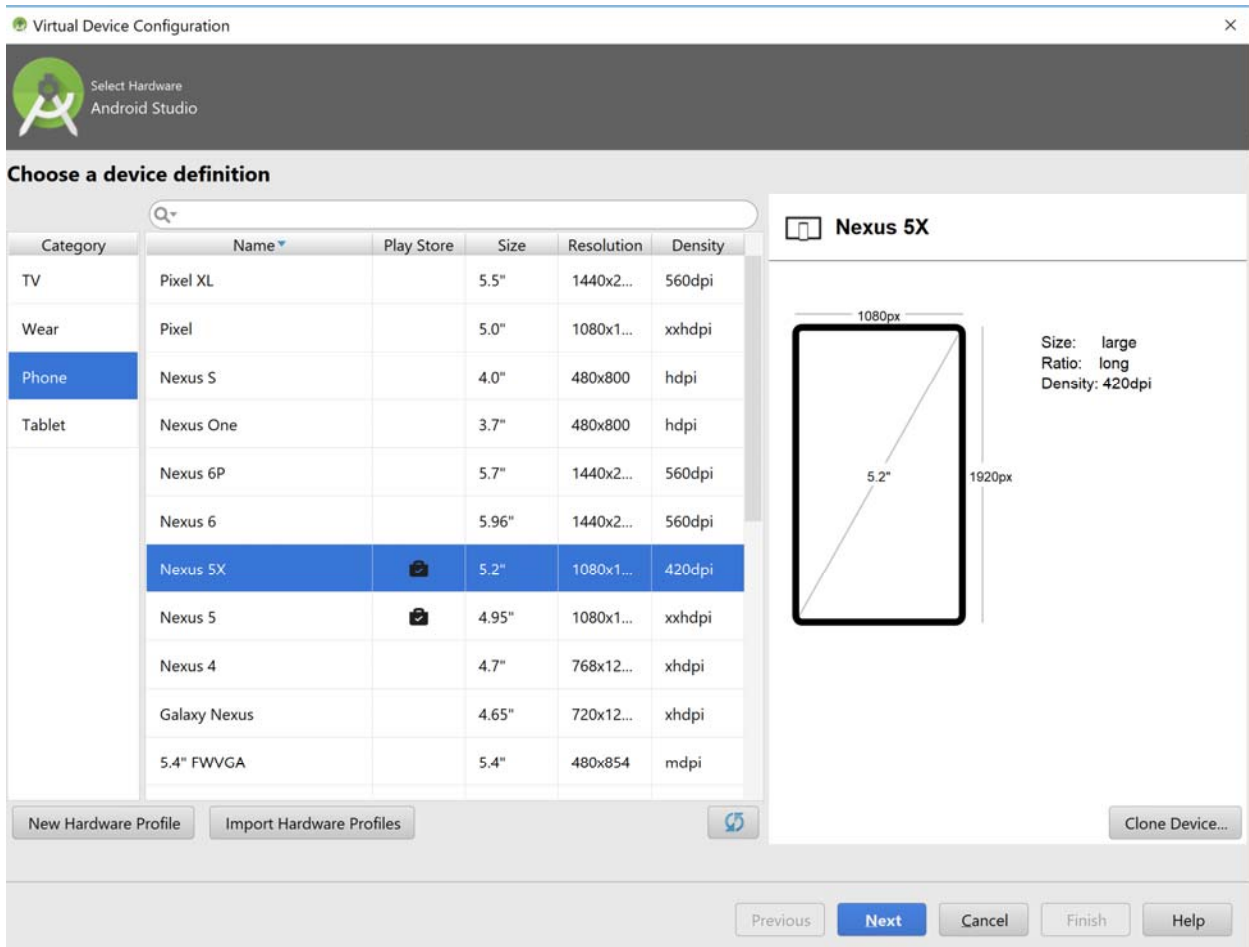 Virtual Device Configuration
Select Hardware
Android Studio
Choose a device definition
Category
Name Play Store Size Resolution Density
TV
Wear
Phone
Tablet
Pixel XL 5.5" 1440x2... 560dpi
Pixel 5.0" 1080x1... xxhdpi
Nexus S 4.0" 480x800 hdpi
Nexus One 3.7" 480x800 hdpi
Nexus 6P 5.7" 1440x2... 560dpi
Nexus 6 5.96" 1440x2... 560dpi
Nexus 5X 5.2" 1080x1... 420dpi
Nexus 5 4.95" 1080x1... xxhdpi
Nexus 4 4.7" 768x12... xhdpi
Galaxy Nexus 4.65" 720x12... xhdpi
5.4" FWVGA 5.4" 480x854 mdpi
Nexus 5X
1080px
Size: large
Ratio: long
Density: 420dpi
5.2"
1920px
New Hardware Profile
Import Hardware Profiles
Clone Device...
Previous
Next
Cancel
Finish
Help